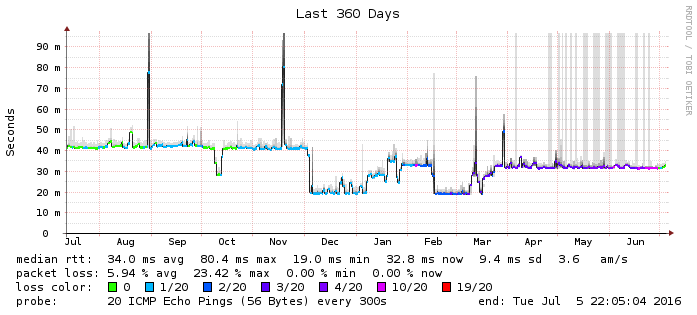 Last 360 Days
RRDTOOL / TOBI OETIKER
Seconds
90 m
80 m
70 m
60 m
50 m
40 m
30 m
20 m
10 m
0
Jul Aug Sep Oct Nov Dec Jan Feb Mar Apr May Jun
median rtt: 34.0 ms avg 80.4 ms max 19.0 ms min 32.8 ms now 9.4 ms sd 3.6 am/s
packet loss: 5.94 % avg 23.42 % max 0.00 % min 0.00 % now
loss color: 0 1/20 2/20 3/20 4/20 10/20 19/20
probe: 20 ICMP Echo Pings (56 Bytes) every 300s end: Tue Jul 5 22:05:04 2016